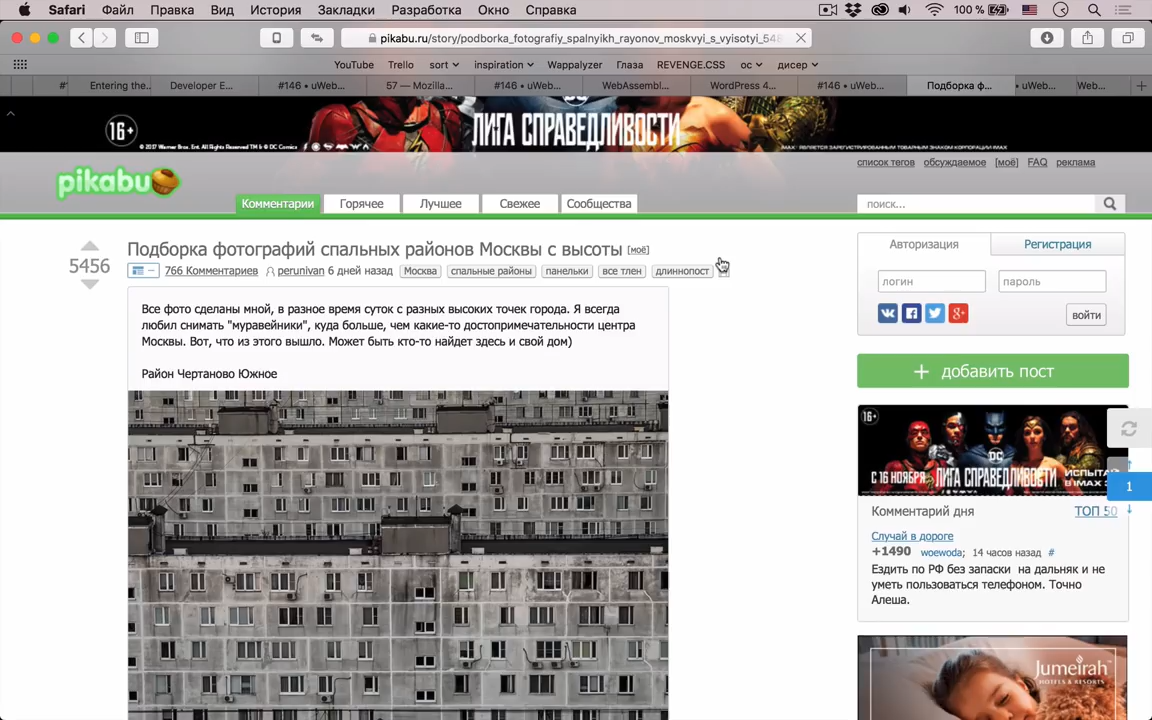 Safari Файл Правка Вид История Закладки Разработка Окно Справка 100 %
pikabu.ru/story/podborka_fotografiy_spalnyikh_rayonov_moskvyi_s_vyisotyi_548
YouTube Trello sort inspiration Wappalyzer Глаза REVENGE.CSS ос дисер
Entering the... Developer E... #146 • uWeb... 57 — Mozilla... #146 • uWeb... WebAssembl... WordPress 4... #146 • uWeb... Подборка ф... • uWeb... Web...
16+
ЛИГА СПРАВЕДЛИВОСТИ
список тегов обсуждаемое [моё] FAQ реклама
pikabu
Комментарии Горячее Лучшее Свежее Сообщества
поиск...
Подборка фотографий спальных районов Москвы с высоты [моё]
5456
766 Комментариев perunivan 6 дней назад Москва спальные районы панельки все тлен длиннопост
Все фото сделаны мной, в разное время суток с разных высоких точек города. Я всегда
любил снимать "муравейники", куда больше, чем какие-то достопримечательности центра
Москвы. Вот, что из этого вышло. Может быть кто-то найдет здесь и свой дом)
Район Чертаново Южное
Авторизация Регистрация
логин пароль
войти
+ добавить пост
16+
DC
С 16 НОЯБРЯ ЛИГА СПРАВЕДЛИВОСТИ
1
Комментарий дня ТОП 50
Случай в дороге
+1490 woewoda; 14 часов назад #
Ездить по РФ без запаски на дальняк и не
уметь пользоваться телефоном. Точно
Алеша.
Jumeirah
HOTELS & RESORTS